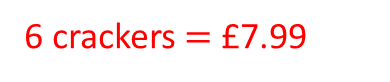 6 crackers = £7.99